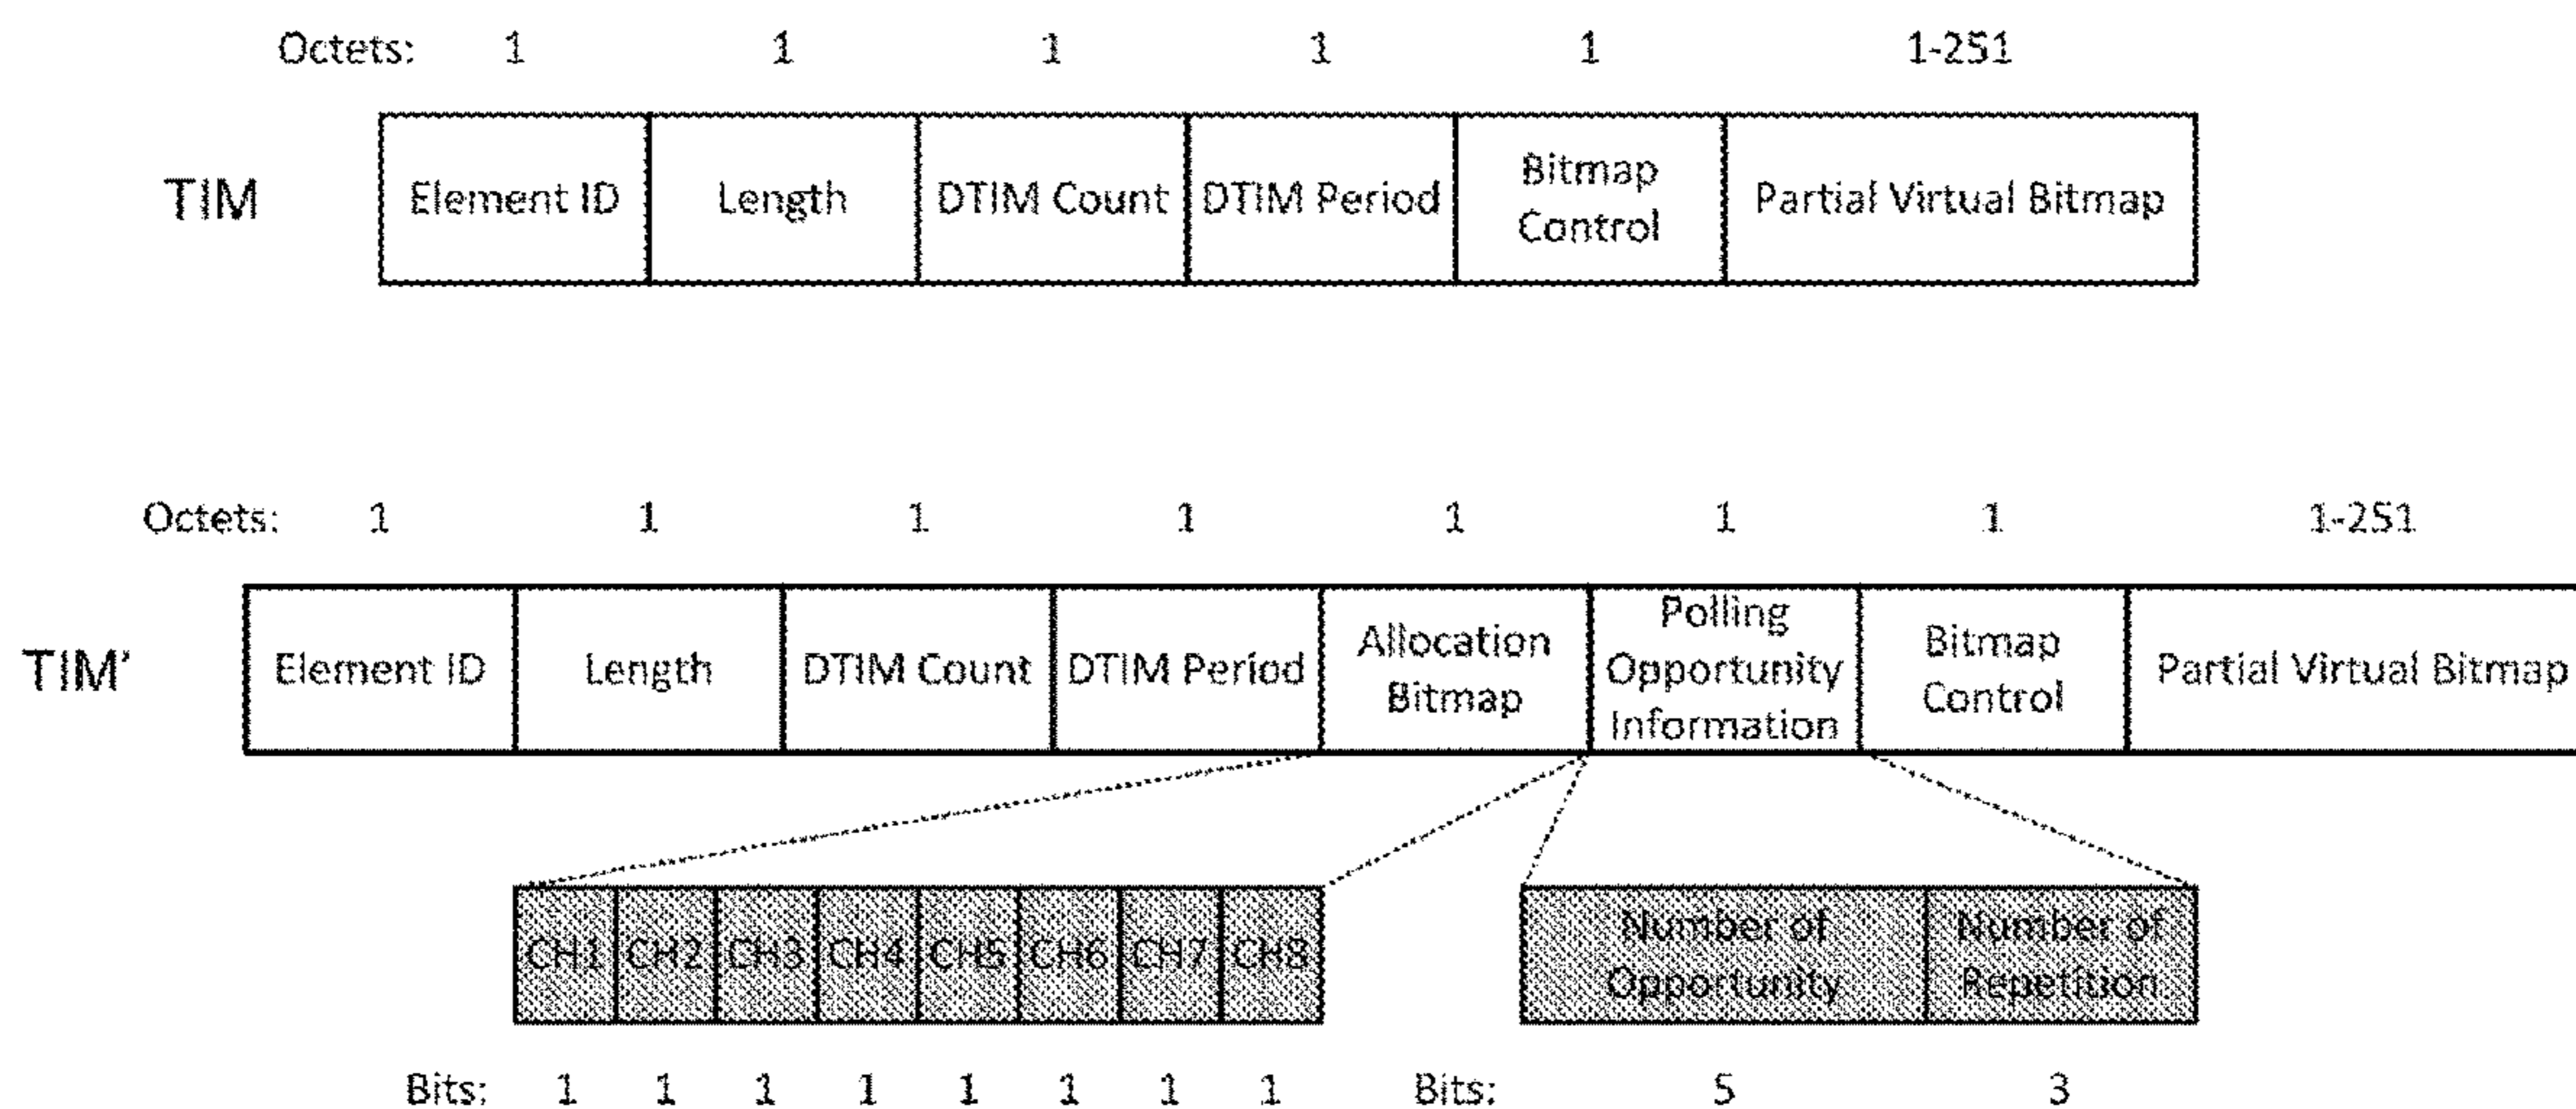 Octets: 1 1 1 1 1 1-251
TIM Element ID Length DTIM Count DTIM Period Bitmap Control Partial Virtual Bitmap
Octets: 1 1 1 1 1 1 1 1-251
TIM' Element ID Length DTIM Count DTIM Period Allocation Bitmap Polling Opportunity Information Bitmap Control Partial Virtual Bitmap
CH1 CH2 CH3 CH4 CH5 CH6 CH7 CH8 Number of Opportunity Number of Repetition
Bits: 1 1 1 1 1 1 1 1 Bits: 5 3